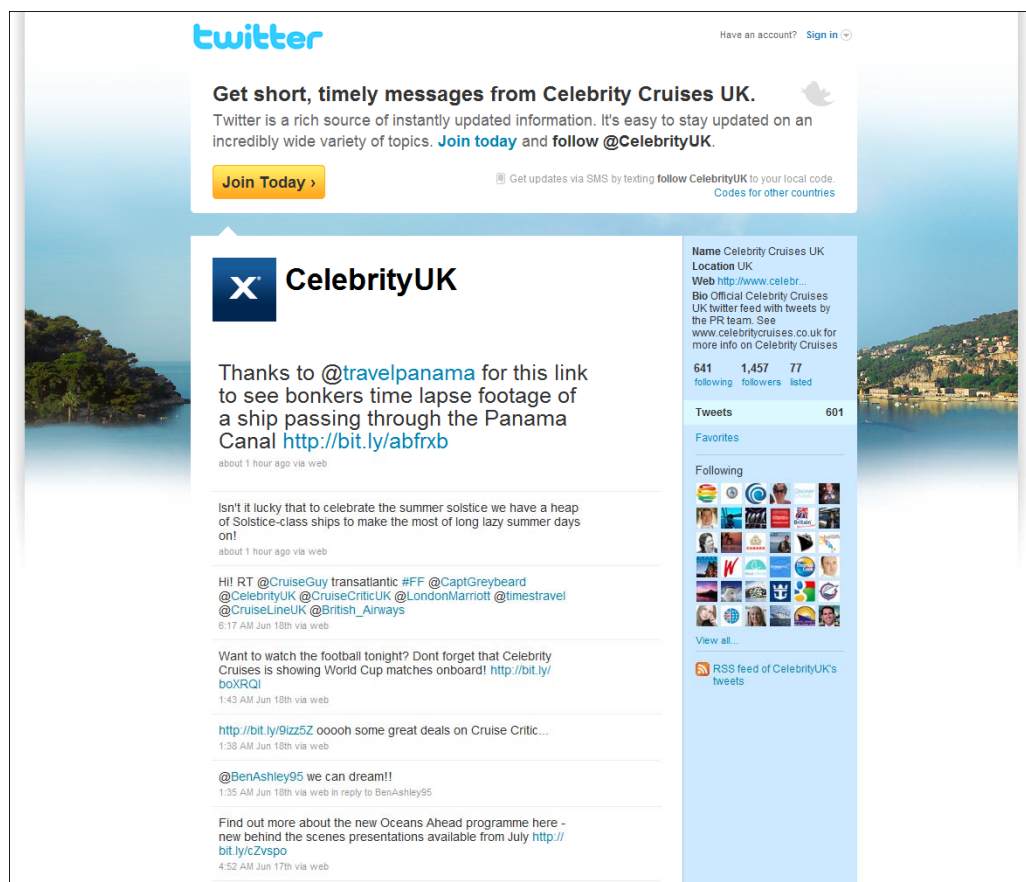 twitter
Have an account? Sign in
Get short, timely messages from Celebrity Cruises UK.
Twitter is a rich source of instantly updated information. It's easy to stay updated on an
incredibly wide variety of topics. Join today and follow @CelebrityUK.
Join Today ›
Get updates via SMS by texting follow CelebrityUK to your local code.
Codes for other countries
X
CelebrityUK
Thanks to @travelpanama for this link
to see bonkers time lapse footage of
a ship passing through the Panama
Canal http://bit.ly/abfrxb
about 1 hour ago via web
Isn't it lucky that to celebrate the summer solstice we have a heap
of Solstice-class ships to make the most of long lazy summer days
on!
about 1 hour ago via web
Hi! RT @CruiseGuy transatlantic #FF @CaptGreybeard
@CelebrityUK @CruiseCriticUK @LondonMarriott @timestravel
@CruiseLineUK @British_Airways
6:17 AM Jun 18th via web
Want to watch the football tonight? Dont forget that Celebrity
Cruises is showing World Cup matches onboard! http://bit.ly/
boXRQI
1:43 AM Jun 18th via web
http://bit.ly/9izz5Z ooooh some great deals on Cruise Critic...
1:38 AM Jun 18th via web
@BenAshley95 we can dream!!
1:35 AM Jun 18th via web in reply to BenAshley95
Find out more about the new Oceans Ahead programme here -
new behind the scenes presentations available from July http://
bit.ly/cZvspo
4:52 AM Jun 17th via web
Name Celebrity Cruises UK
Location UK
Web http://www.celebr...
Bio Official Celebrity Cruises
UK twitter feed with tweets by
the PR team. See
www.celebritycruises.co.uk for
more info on Celebrity Cruises
641 1,457 77
following followers listed
Tweets 601
Favorites
Following
View all...
RSS feed of CelebrityUK's
tweets